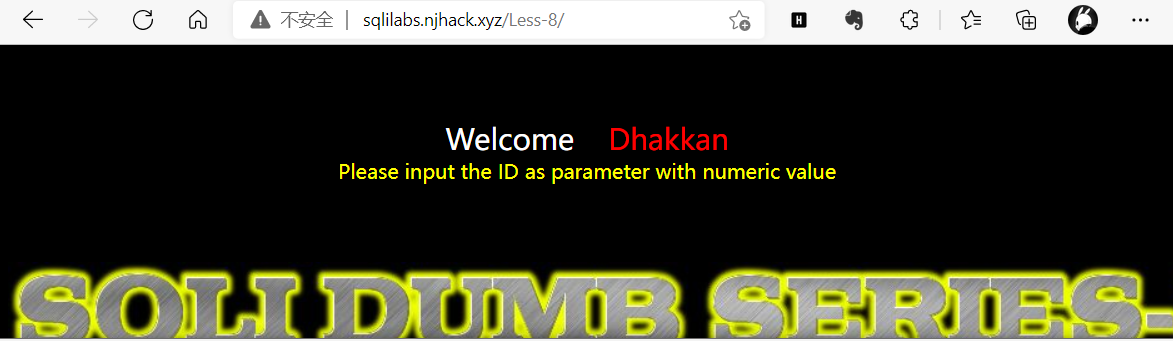 不安全 | sqlilabs.njhack.xyz/Less-8/
H
Welcome Dhakkan
Please input the ID as parameter with numeric value
SQLI DUMB SERIES-